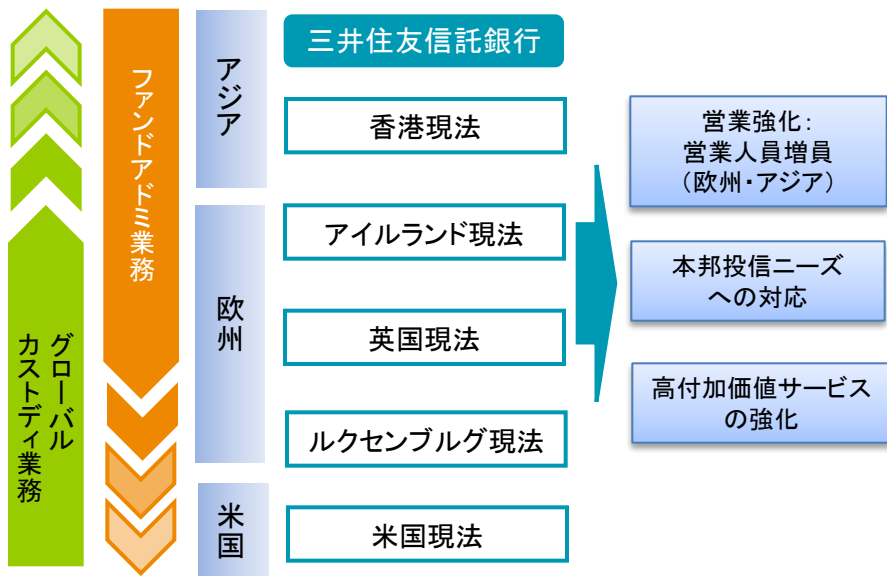 グローバル
カストディ業務
ファンドアドミ業務
アジア
欧州
米国
三井住友信託銀行
香港現法
アイルランド現法
英国現法
ルクセンブルグ現法
米国現法
営業強化：
営業人員増員
（欧州・アジア）
本邦投信ニーズ
への対応
高付加価値サービス
の強化